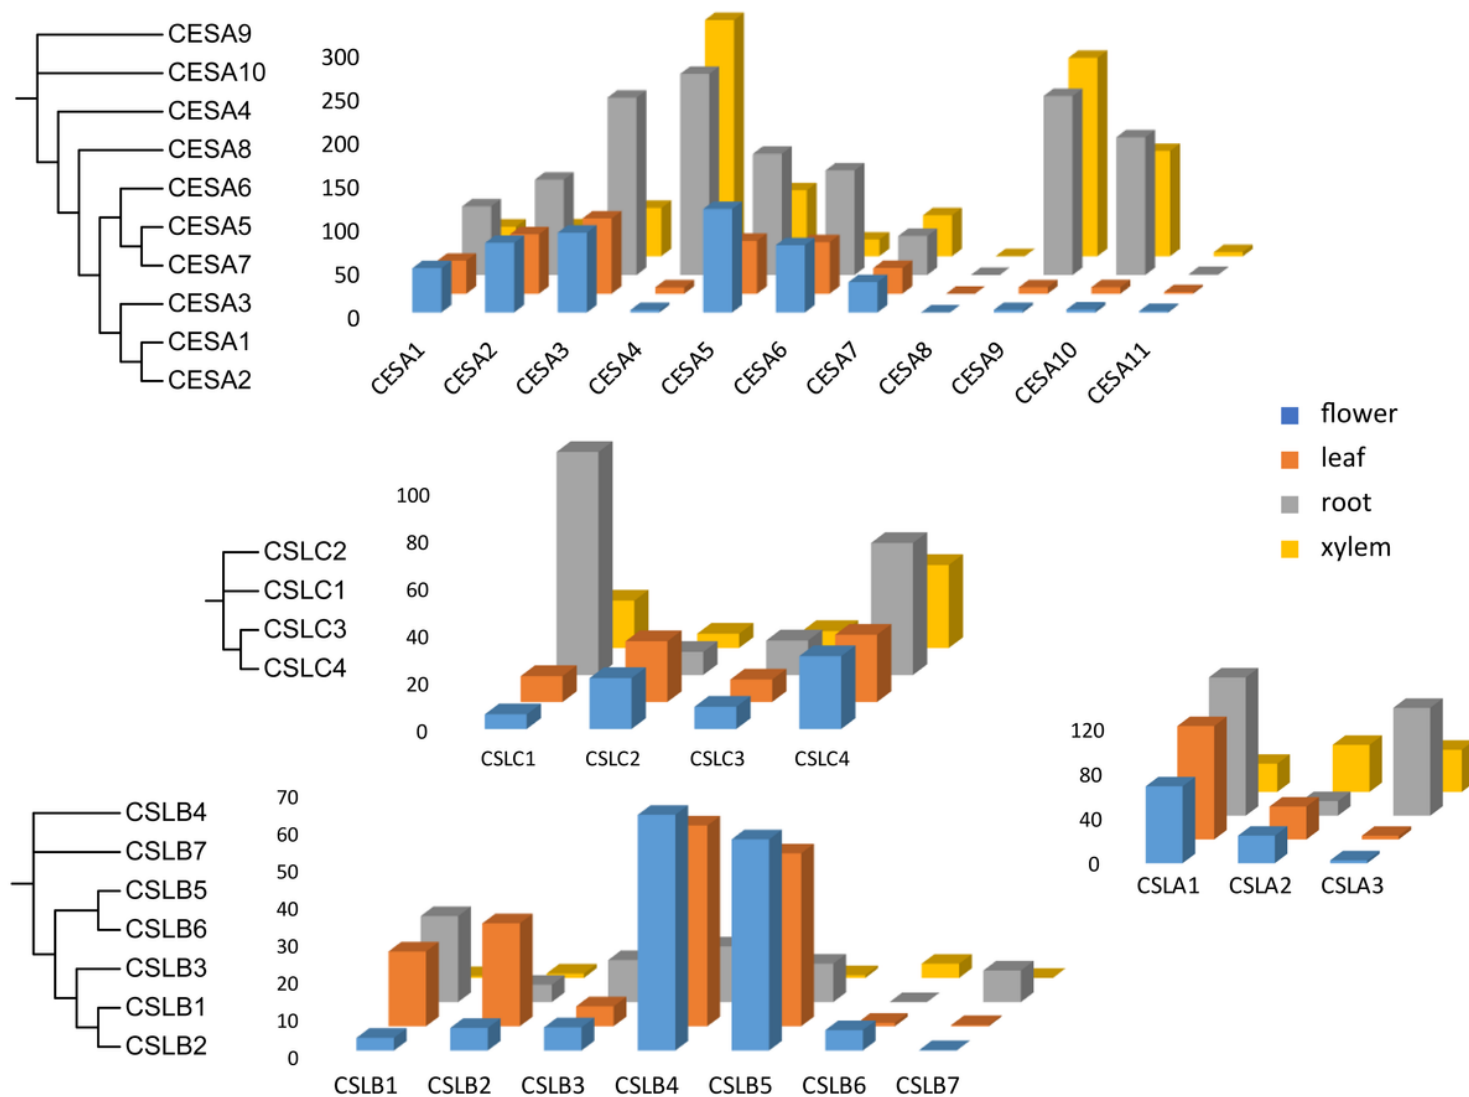 CESA9
CESA10
CESA4
CESA8
CESA6
CESA5
CESA7
CESA3
CESA1
CESA2
300
250
200
150
100
50
0
CESA1
CESA2
CESA3
CESA4
CESA5
CESA6
CESA7
CESA8
CESA9
CESA10
CESA11
flower
leaf
root
xylem
CSLC2
CSLC1
CSLC3
CSLC4
100
80
60
40
20
0
CSLC1
CSLC2
CSLC3
CSLC4
120
80
40
0
CSLA1
CSLA2
CSLA3
CSLB4
CSLB7
CSLB5
CSLB6
CSLB3
CSLB1
CSLB2
70
60
50
40
30
20
10
0
CSLB1
CSLB2
CSLB3
CSLB4
CSLB5
CSLB6
CSLB7